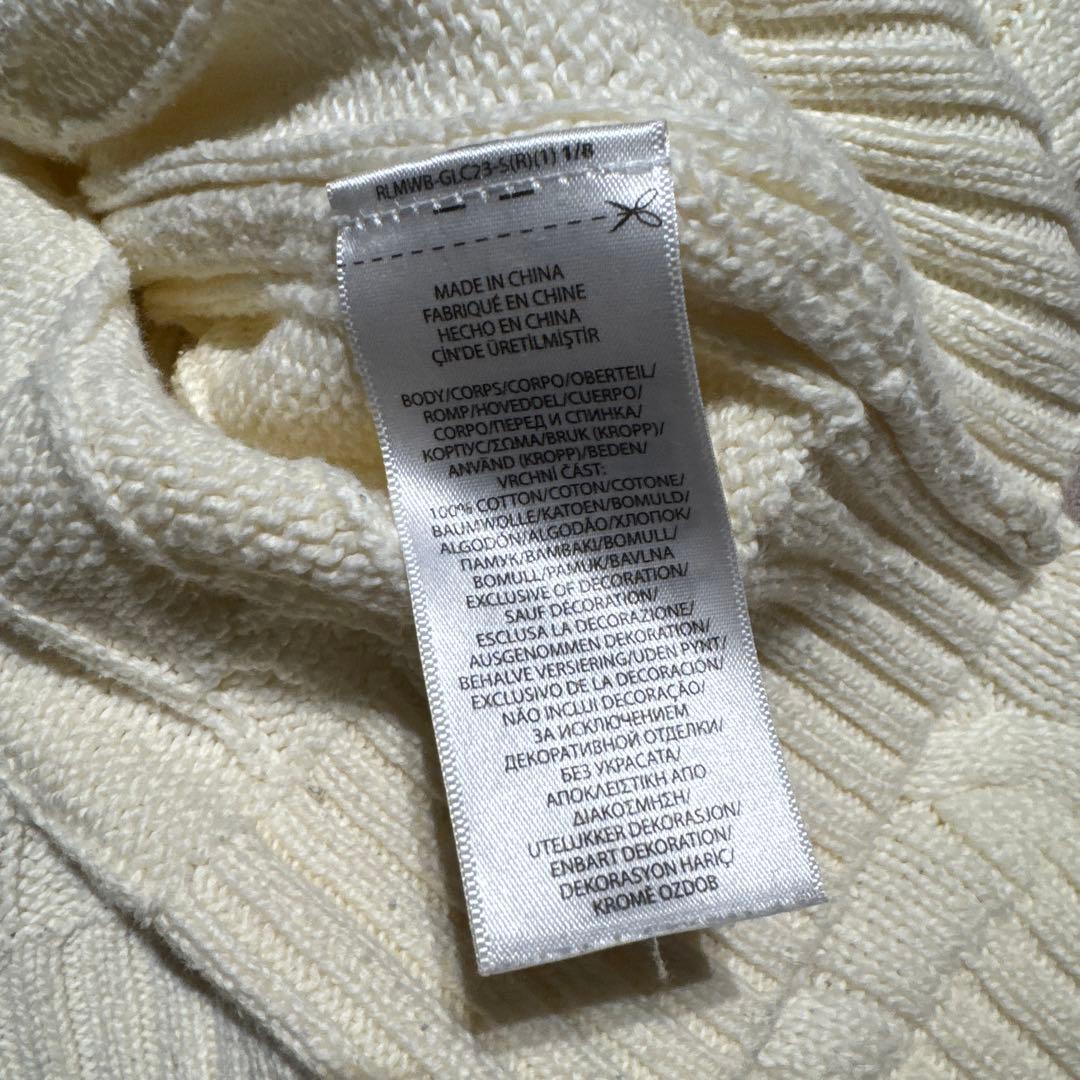 RLMWB-GLC23-S(R)(1) 1/8
MADE IN CHINA
FABRIQUÉ EN CHINE
HECHO EN CHINA
ÇİN'DE ÜRETİLMİŞTİR
BODY/CORPS/CORPO/OBERTEIL/
ROMP/HOVEDDEL/CUERPO/
CORPO/ПЕРЕД И СПИНКА/
КОРПУС/ΣΩΜΑ/BRUK (KROPP)/
ANVÄND (KROPP)/BEDEN/
VRCHNÍ ČÁST:
100% COTTON/COTON/COTONE/
BAUMWOLLE/KATOEN/BOMULD/
ALGODÓN/ALGODÃO/ХЛОПОК/
ПАМУК/ΒΑΜΒΑΚΙ/BOMULL/
BOMULL/PAMUK/BAVLNA
EXCLUSIVE OF DECORATION/
SAUF DÉCORATION/
ESCLUSA LA DECORAZIONE/
AUSGENOMMEN DEKORATION/
BEHALVE VERSIERING/UDEN PYNT/
EXCLUSIVO DE LA DECORACIÓN/
NÃO INCLUI DECORAÇÃO/
ЗА ИСКЛЮЧЕНИЕМ
ДЕКОРАТИВНОЙ ОТДЕЛКИ/
БЕЗ УКРАСАТА/
ΑΠΟΚΛΕΙΣΤΙΚΗ ΑΠΟ
ΔΙΑΚΟΣΜΗΣΗ/
UTELUKKER DEKORASJON/
ENBART DEKORATION/
DEKORASYON HARİÇ/
KROMĚ OZDOB